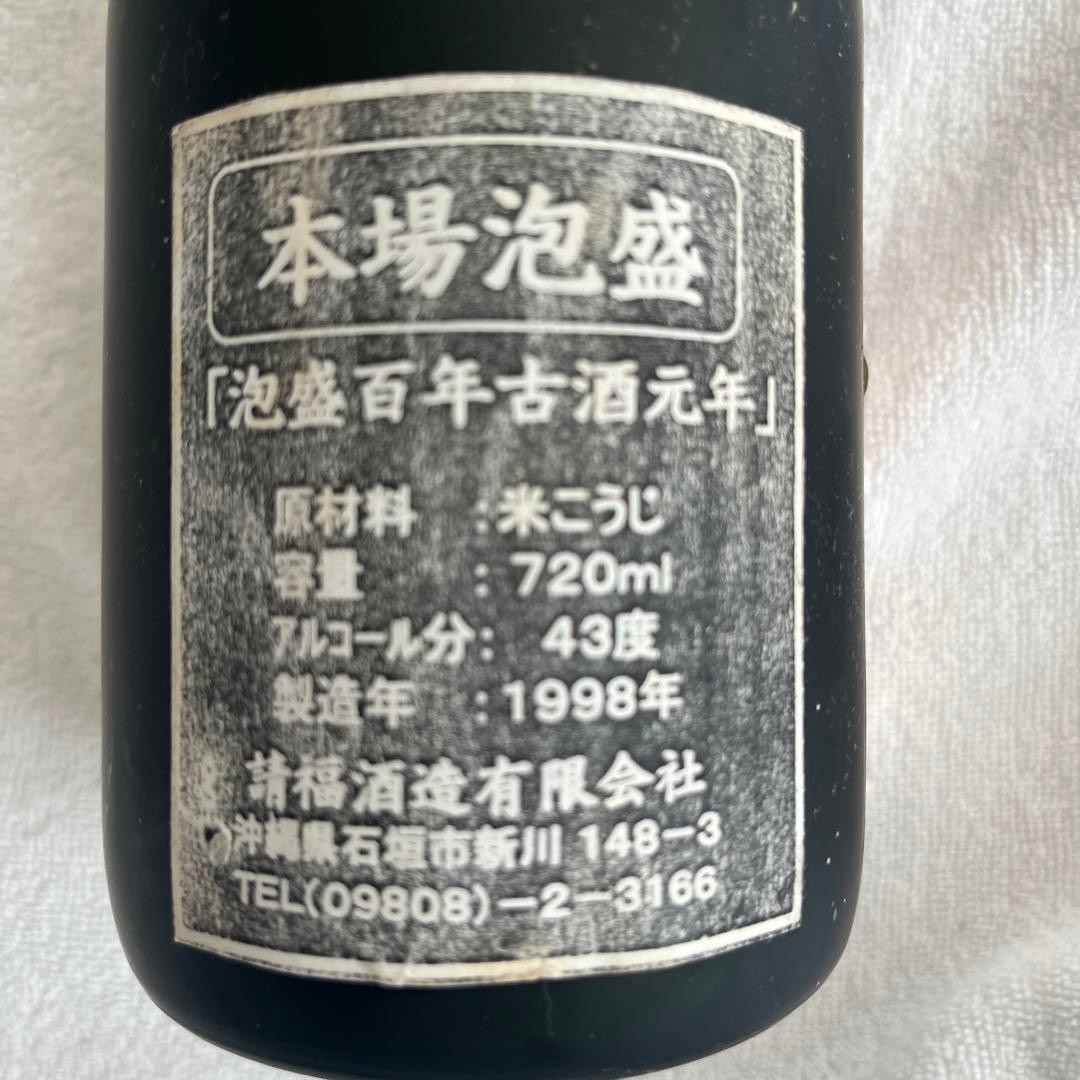 本場泡盛
「泡盛百年古酒元年」
原材料 :米こうじ
容量 : 720ml
アルコール分: 43度
製造年 :1998年
請福酒造有限会社
沖縄県石垣市新川 148-3
TEL(09808)-2-3166